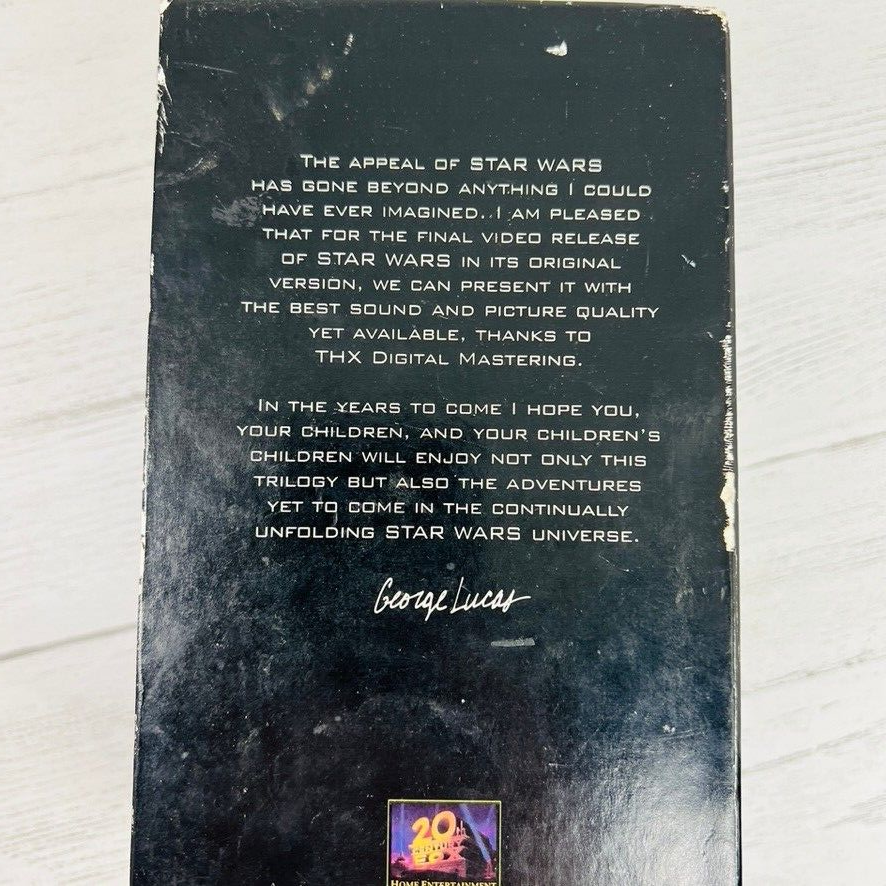 THE APPEAL OF STAR WARS
HAS GONE BEYOND ANYTHING I COULD
HAVE EVER IMAGINED. I AM PLEASED
THAT FOR THE FINAL VIDEO RELEASE
OF STAR WARS IN ITS ORIGINAL
VERSION, WE CAN PRESENT IT WITH
THE BEST SOUND AND PICTURE QUALITY
YET AVAILABLE, THANKS TO
THX DIGITAL MASTERING.
IN THE YEARS TO COME I HOPE YOU,
YOUR CHILDREN, AND YOUR CHILDREN'S
CHILDREN WILL ENJOY NOT ONLY THIS
TRILOGY BUT ALSO THE ADVENTURES
YET TO COME IN THE CONTINUALLY
UNFOLDING STAR WARS UNIVERSE.
George Lucas
20th
CENTURY
FOX
HOME ENTERTAINMENT